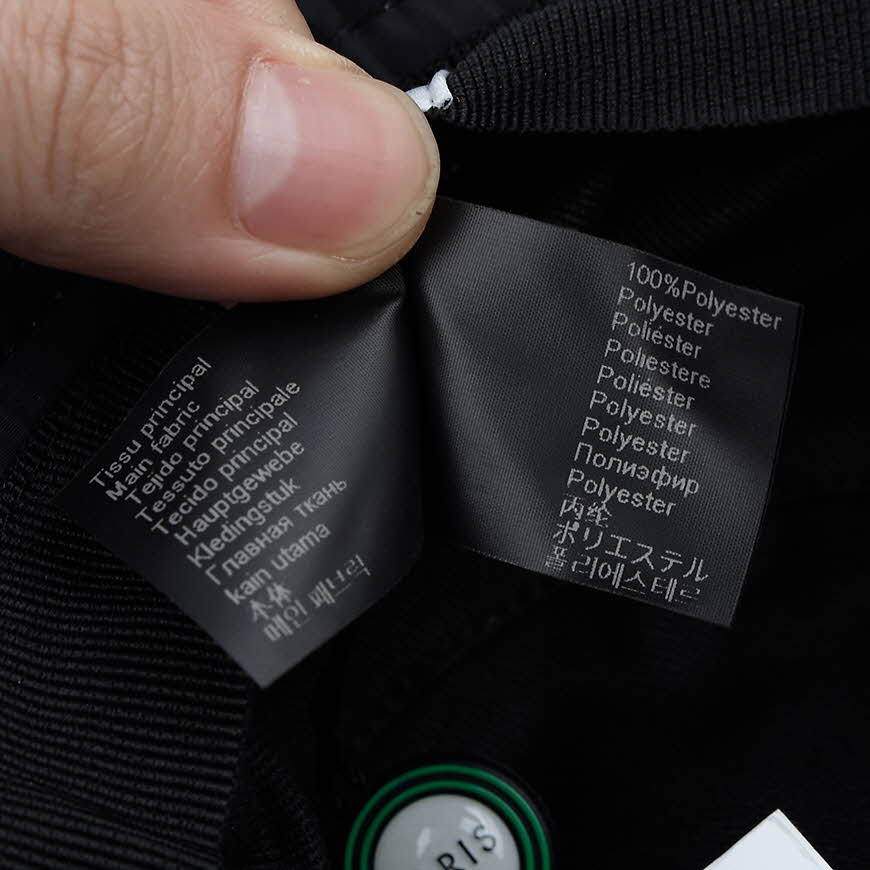 Tissu principal
Main fabric
Tejido principal
Tessuto principale
Tecido principal
Hauptgewebe
Kledingstuk
Главная ткань
kain utama
本体
메인 패브릭
100%Polyester
Polyester
Poliéster
Poliestere
Poliéster
Polyester
Polyester
Полиэфир
Polyester
丙纶
ポリエステル
폴리에스테르
RIS